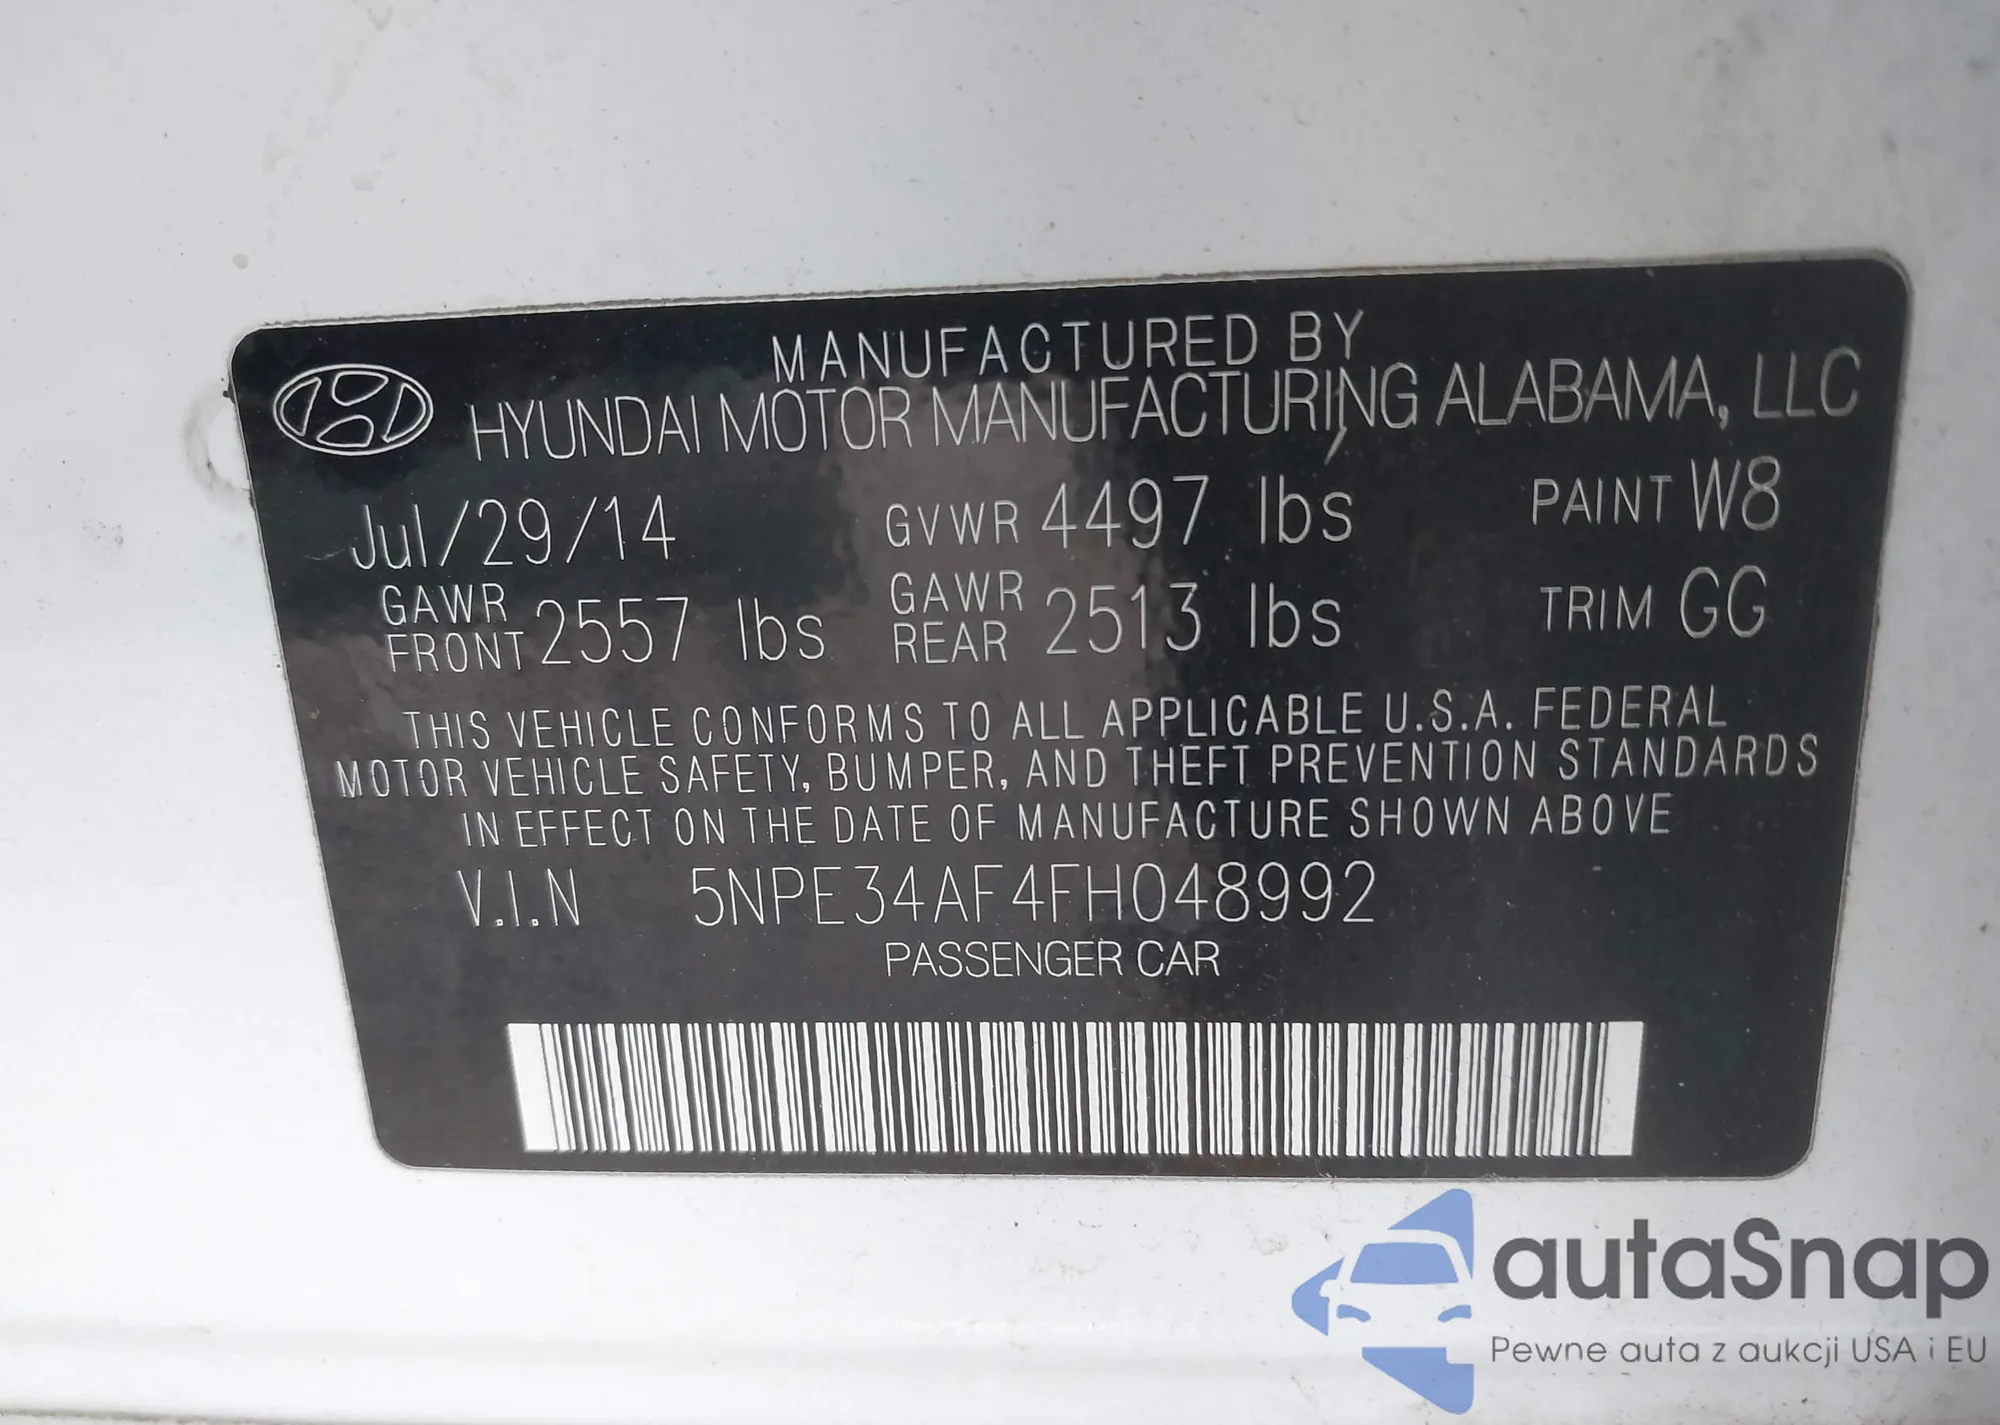 MANUFACTURED BY
HYUNDAI MOTOR MANUFACTURING ALABAMA, LLC
Jul/29/14 GVWR 4497 lbs PAINT W8
GAWR FRONT 2557 lbs GAWR REAR 2513 lbs TRIM GG
THIS VEHICLE CONFORMS TO ALL APPLICABLE U.S.A. FEDERAL
MOTOR VEHICLE SAFETY, BUMPER, AND THEFT PREVENTION STANDARDS
IN EFFECT ON THE DATE OF MANUFACTURE SHOWN ABOVE
V.I.N 5NPE34AF4FH048992
PASSENGER CAR
autaSnap
Pewne auta z aukcji USA i EU